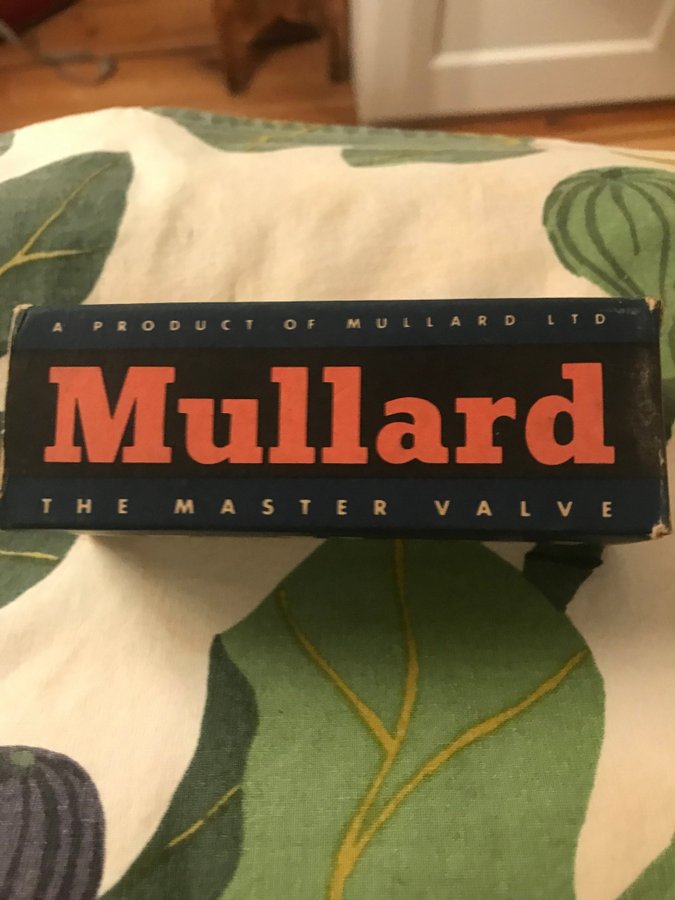 A PRODUCT OF MULLARD LTD
Mullard
THE MASTER VALVE